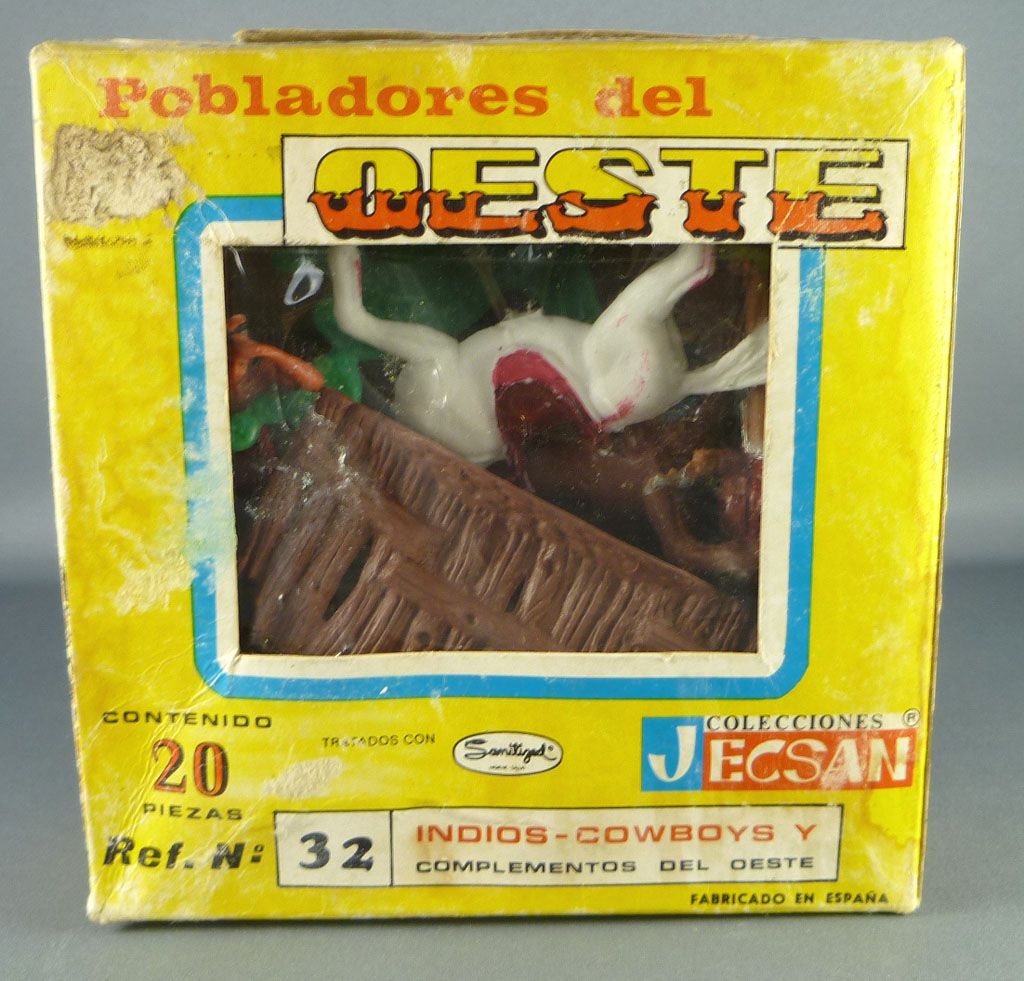 Pobladores del
OESTE
CONTENIDO
20
PIEZAS
TRATADOS CON
Sanitized
COLECCIONES ®
JECSAN
Ref. Nº:
32
INDIOS-COWBOYS Y
COMPLEMENTOS DEL OESTE
FABRICADO EN ESPAÑA